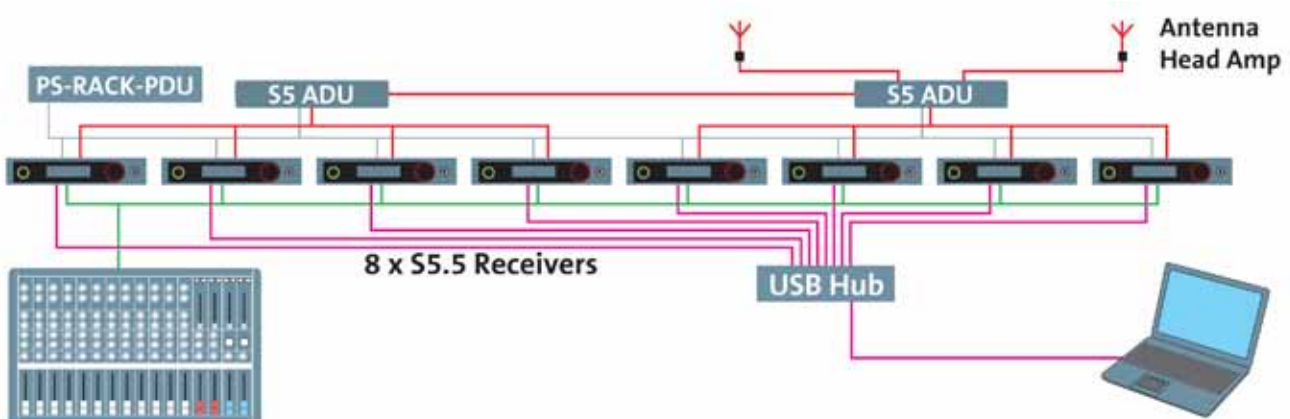 Antenna
Head Amp
PS-RACK-PDU
S5 ADU
S5 ADU
8 x S5.5 Receivers
USB Hub